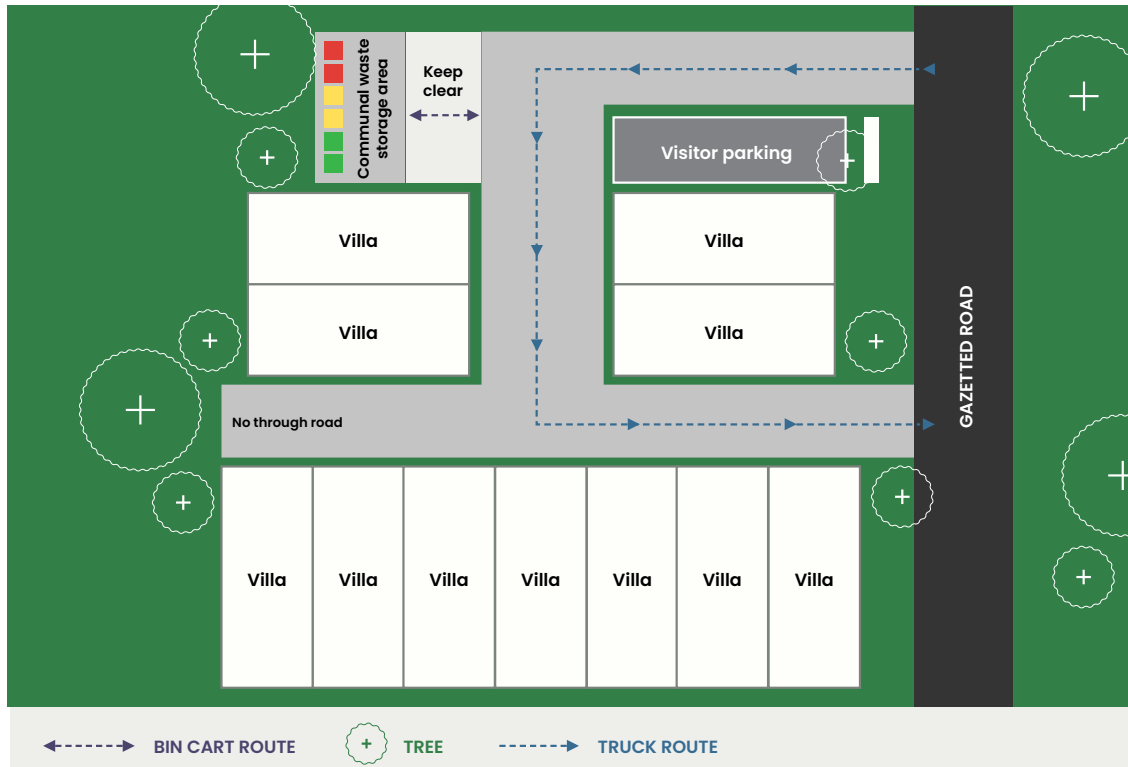 Communal waste
storage area
Keep
clear
Visitor parking
Villa
Villa
Villa
Villa
GAZETTED ROAD
No through road
Villa
Villa
Villa
Villa
Villa
Villa
Villa
BIN CART ROUTE
TREE
TRUCK ROUTE